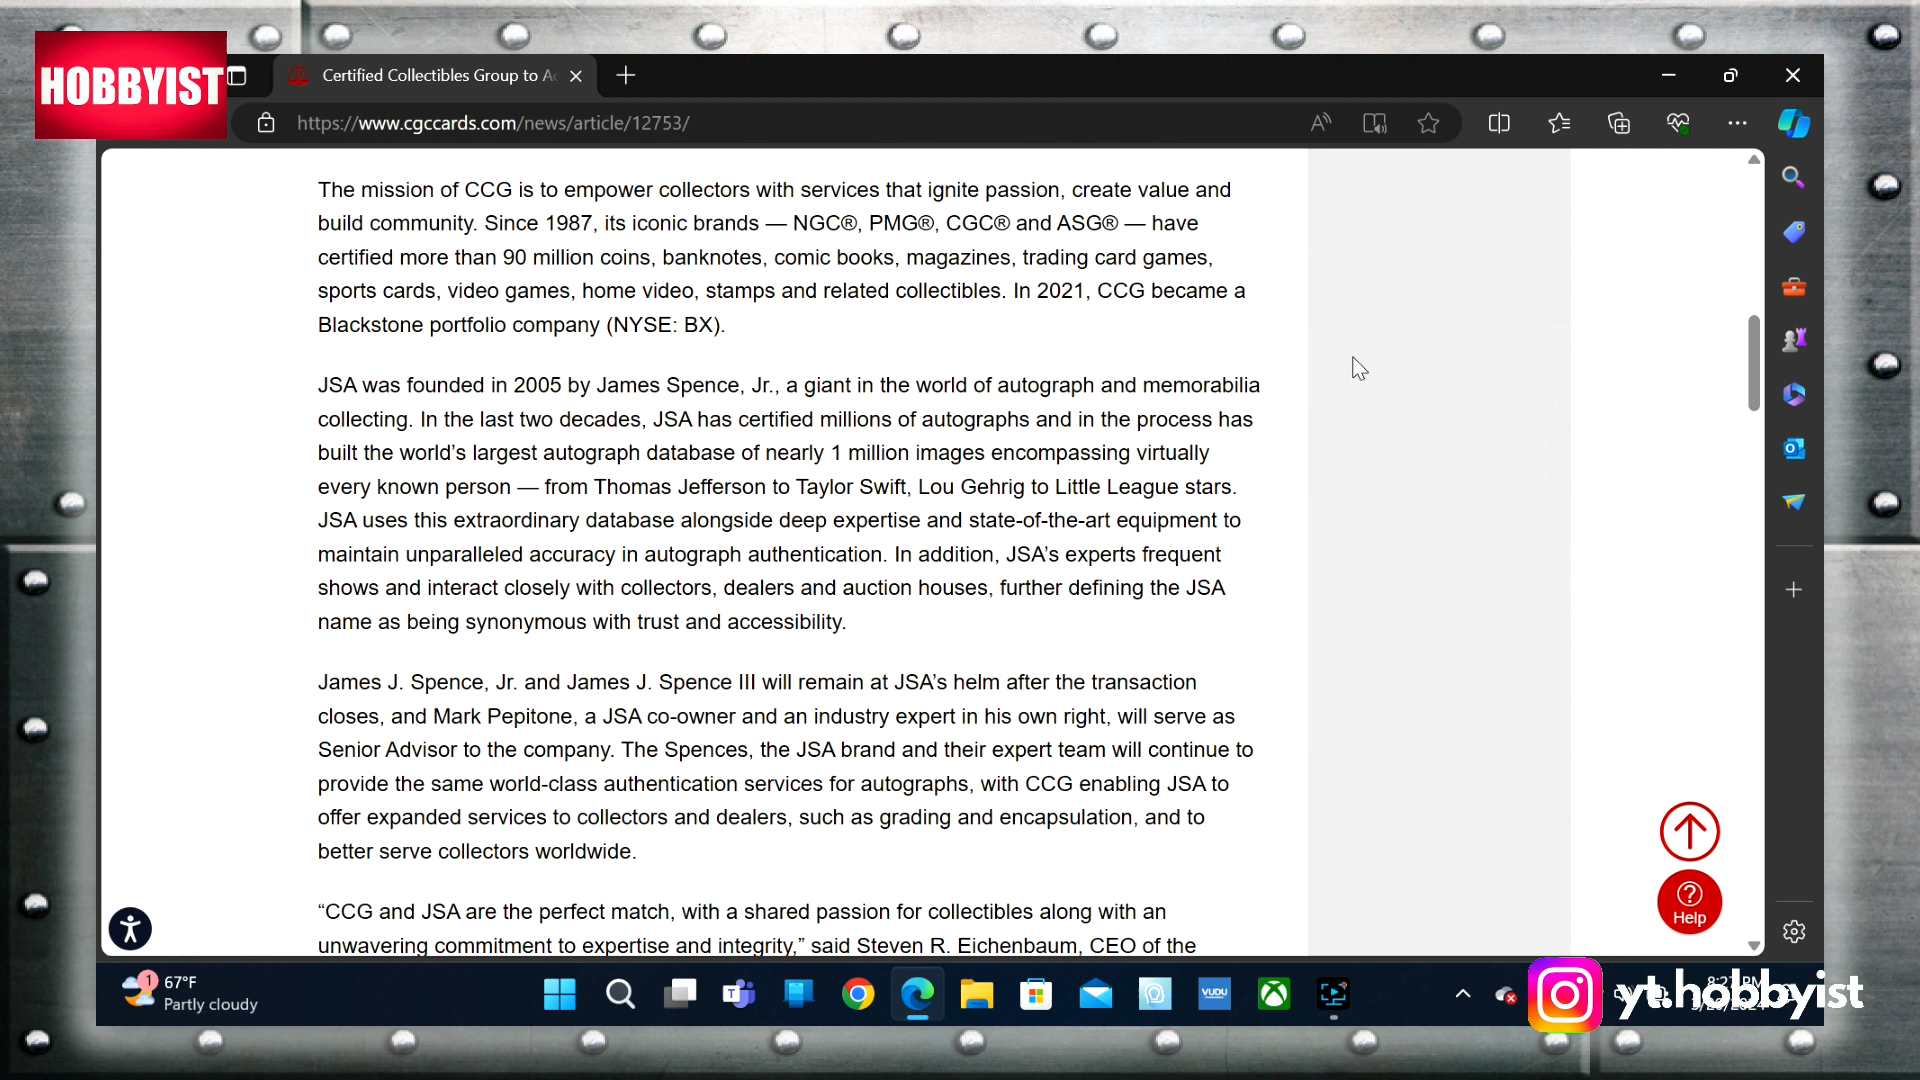 HOBBYIST
Certified Collectibles Group to Ac
https://www.cgccards.com/news/article/12753/
The mission of CCG is to empower collectors with services that ignite passion, create value and
build community. Since 1987, its iconic brands — NGC®, PMG®, CGC® and ASG® — have
certified more than 90 million coins, banknotes, comic books, magazines, trading card games,
sports cards, video games, home video, stamps and related collectibles. In 2021, CCG became a
Blackstone portfolio company (NYSE: BX).
JSA was founded in 2005 by James Spence, Jr., a giant in the world of autograph and memorabilia
collecting. In the last two decades, JSA has certified millions of autographs and in the process has
built the world’s largest autograph database of nearly 1 million images encompassing virtually
every known person — from Thomas Jefferson to Taylor Swift, Lou Gehrig to Little League stars.
JSA uses this extraordinary database alongside deep expertise and state-of-the-art equipment to
maintain unparalleled accuracy in autograph authentication. In addition, JSA’s experts frequent
shows and interact closely with collectors, dealers and auction houses, further defining the JSA
name as being synonymous with trust and accessibility.
James J. Spence, Jr. and James J. Spence III will remain at JSA’s helm after the transaction
closes, and Mark Pepitone, a JSA co-owner and an industry expert in his own right, will serve as
Senior Advisor to the company. The Spences, the JSA brand and their expert team will continue to
provide the same world-class authentication services for autographs, with CCG enabling JSA to
offer expanded services to collectors and dealers, such as grading and encapsulation, and to
better serve collectors worldwide.
“CCG and JSA are the perfect match, with a shared passion for collectibles along with an
unwavering commitment to expertise and integrity,” said Steven R. Eichenbaum, CEO of the
Help
1
67°F
Partly cloudy
VUDU
yt.hobbyist